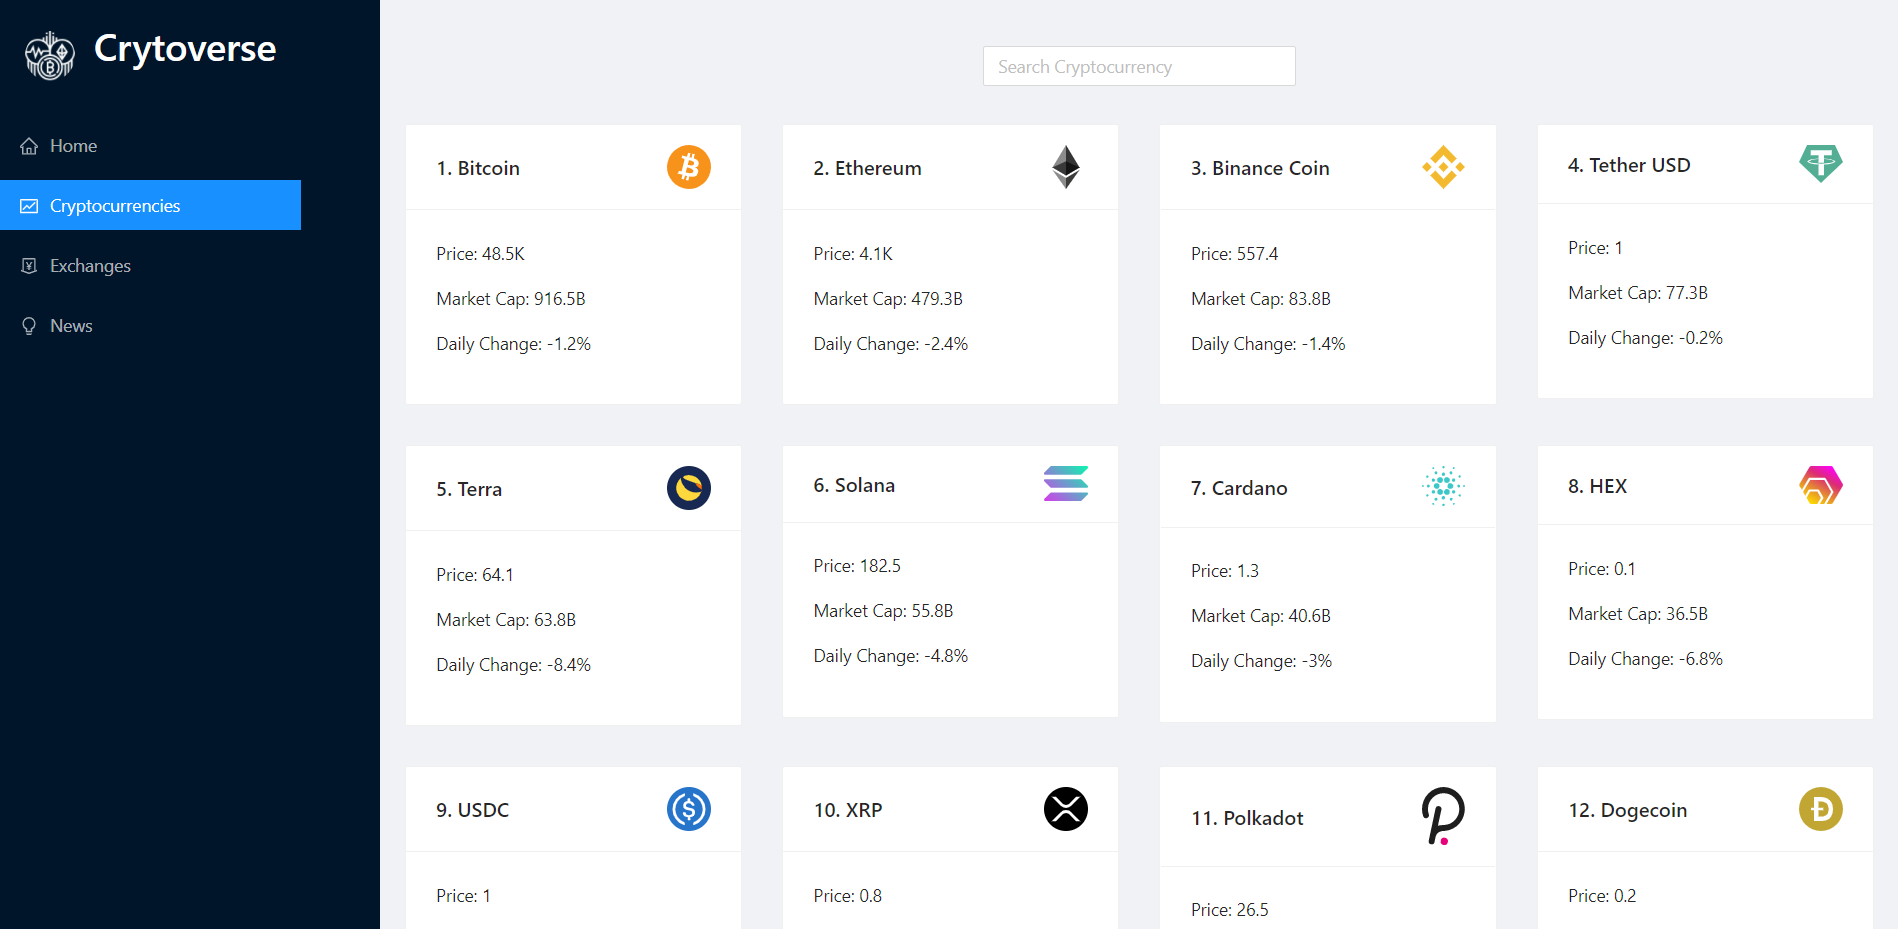 Crytoverse
Home
Cryptocurrencies
Exchanges
News
Search Cryptocurrency
1. Bitcoin
Price: 48.5K
Market Cap: 916.5B
Daily Change: -1.2%
2. Ethereum
Price: 4.1K
Market Cap: 479.3B
Daily Change: -2.4%
3. Binance Coin
Price: 557.4
Market Cap: 83.8B
Daily Change: -1.4%
4. Tether USD
Price: 1
Market Cap: 77.3B
Daily Change: -0.2%
5. Terra
Price: 64.1
Market Cap: 63.8B
Daily Change: -8.4%
6. Solana
Price: 182.5
Market Cap: 55.8B
Daily Change: -4.8%
7. Cardano
Price: 1.3
Market Cap: 40.6B
Daily Change: -3%
8. HEX
Price: 0.1
Market Cap: 36.5B
Daily Change: -6.8%
9. USDC
Price: 1
10. XRP
Price: 0.8
11. Polkadot
Price: 26.5
12. Dogecoin
Price: 0.2